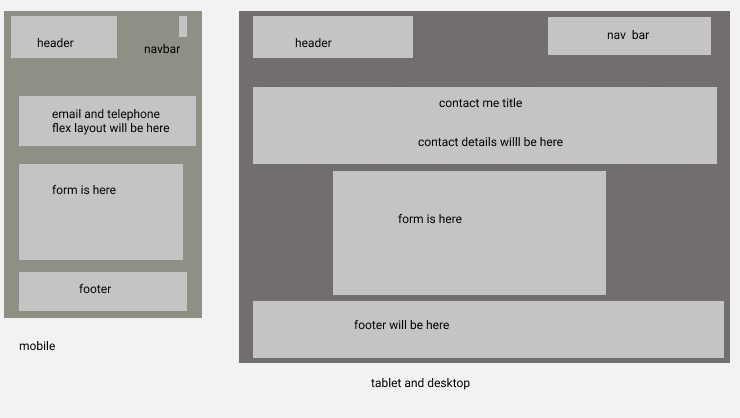 header
navbar
email and telephone
flex layout will be here
form is here
footer
mobile
header
nav bar
contact me title
contact details willl be here
form is here
footer will be here
tablet and desktop